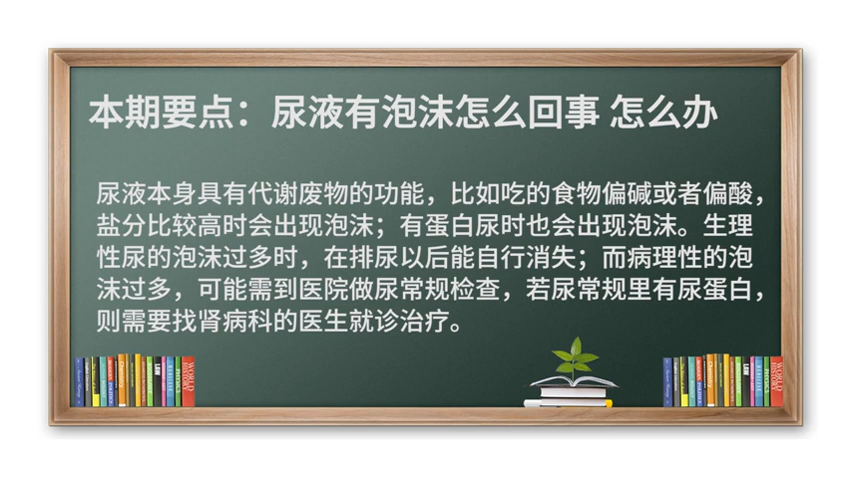 本期要点：尿液有泡沫怎么回事 怎么办
尿液本身具有代谢废物的功能，比如吃的食物偏碱或者偏酸，
盐分比较高时会出现泡沫；有蛋白尿时也会出现泡沫。生理
性尿的泡沫过多时，在排尿以后能自行消失；而病理性的泡
沫过多，可能需到医院做尿常规检查，若尿常规里有尿蛋白，
则需要找肾病科的医生就诊治疗。